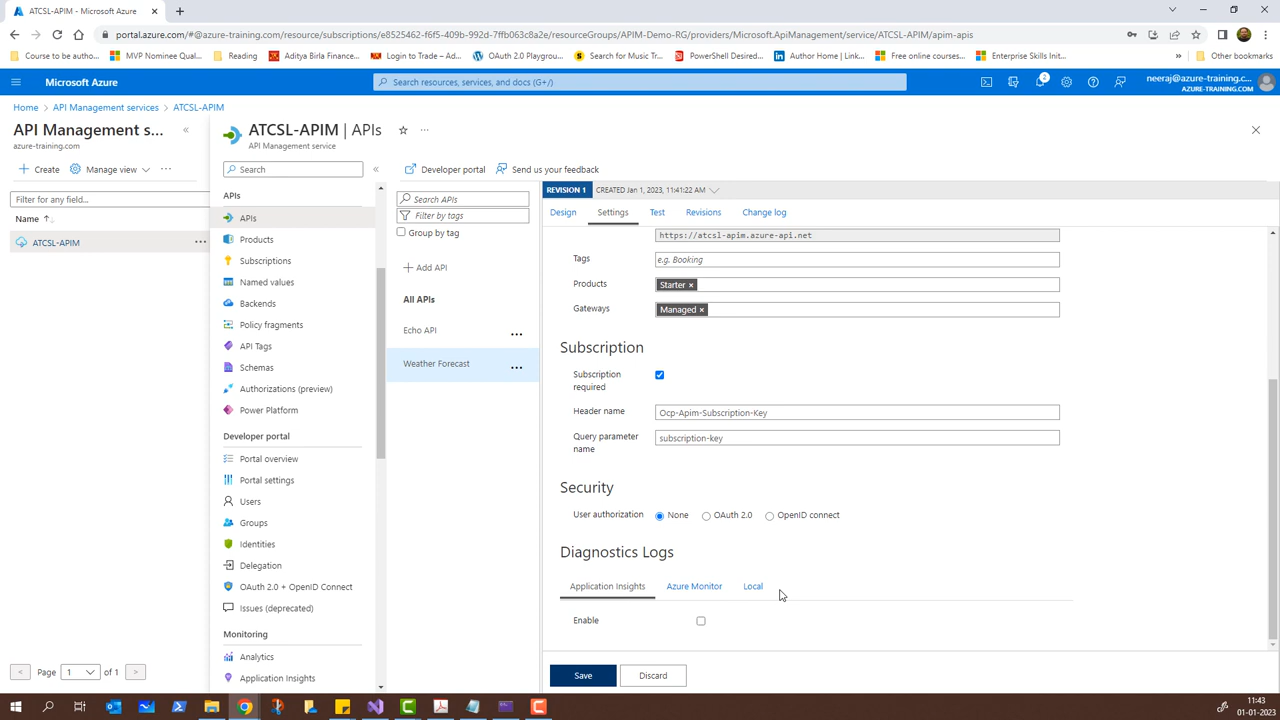 ATCSL-APIM - Microsoft Azure
portal.azure.com/#@azure-training.com/resource/subscriptions/e8525462-f6f5-409b-992d-7ffb063c8a2e/resourceGroups/APIM-Demo-RG/providers/Microsoft.ApiManagement/service/ATCSL-APIM/apim-apis
Course to be author... MVP Nominee Qual... Reading Aditya Birla Finance... Login to Trade – Ad... OAuth 2.0 Playgrou... Search for Music Tr... PowerShell Desired... Author Home | Link... Free online courses... Enterprise Skills Init... » Other bookmarks
Microsoft Azure
Search resources, services, and docs (G+/)
2
neeraj@azure-training.c...
AZURE-TRAINING.COM
Home > API Management services > ATCSL-APIM
API Management s... «
azure-training.com
ATCSL-APIM | APIs
API Management service
+ Create Manage view ...
Filter for any field...
Name ↑
ATCSL-APIM ...
Search «
APIs
APIs
Products
Subscriptions
Named values
Backends
Policy fragments
API Tags
Schemas
Authorizations (preview)
Power Platform
Developer portal
Portal overview
Portal settings
Users
Groups
Identities
Delegation
OAuth 2.0 + OpenID Connect
Issues (deprecated)
Monitoring
Analytics
Application Insights
Developer portal Send us your feedback
Search APIs
Filter by tags
Group by tag
+ Add API
All APIs
Echo API ...
Weather Forecast ...
REVISION 1 CREATED Jan 1, 2023, 11:41:22 AM
Design Settings Test Revisions Change log
https://atcsl-apim.azure-api.net
Tags e.g. Booking
Products Starter ×
Gateways Managed ×
Subscription
Subscription
required
Header name Ocp-Apim-Subscription-Key
Query parameter
name
subscription-key
Security
User authorization None OAuth 2.0 OpenID connect
Diagnostics Logs
Application Insights Azure Monitor Local
Enable
Save Discard
< Page 1 of 1 >
11:43
01-01-2023